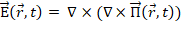 E⃗(r⃗, t) = ∇ × (∇ × Π⃗(r⃗, t))